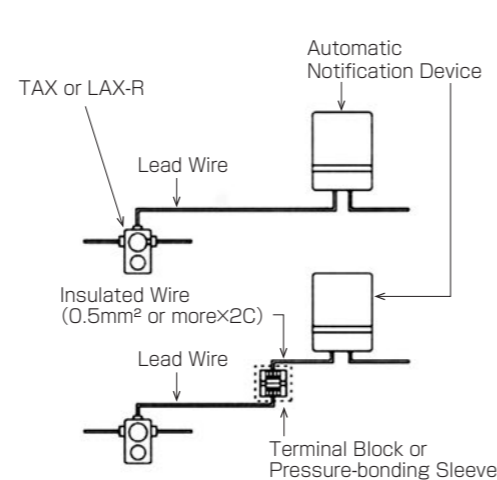 Automatic
Notification Device
TAX or LAX-R
Lead Wire
Insulated Wire
(0.5mm² or more×2C)
Lead Wire
Terminal Block or
Pressure-bonding Sleeve